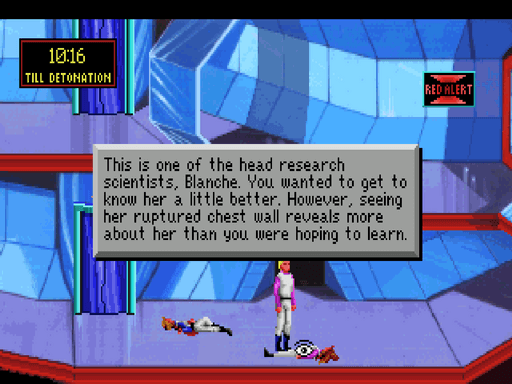 10:16
TILL DETONATION
RED ALERT
This is one of the head research
scientists, Blanche. You wanted to get to
know her a little better. However, seeing
her ruptured chest wall reveals more
about her than you were hoping to learn.